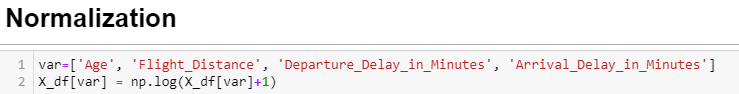 Normalization
1 var=['Age', 'Flight_Distance', 'Departure_Delay_in_Minutes', 'Arrival_Delay_in_Minutes']
2 X_df[var] = np.log(X_df[var]+1)